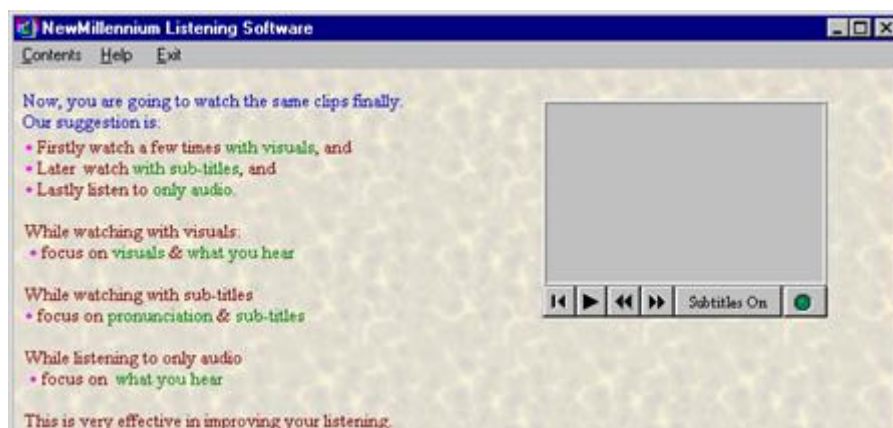 NewMillennium Listening Software
Contents Help Exit
Now, you are going to watch the same clips finally.
Our suggestion is:
• Firstly watch a few times with visuals, and
• Later watch with sub-titles, and
• Lastly listen to only audio.
While watching with visuals:
• focus on visuals & what you hear
While watching with sub-titles
• focus on pronunciation & sub-titles
While listening to only audio
• focus on what you hear
This is very effective in improving your listening.
Subtitles On